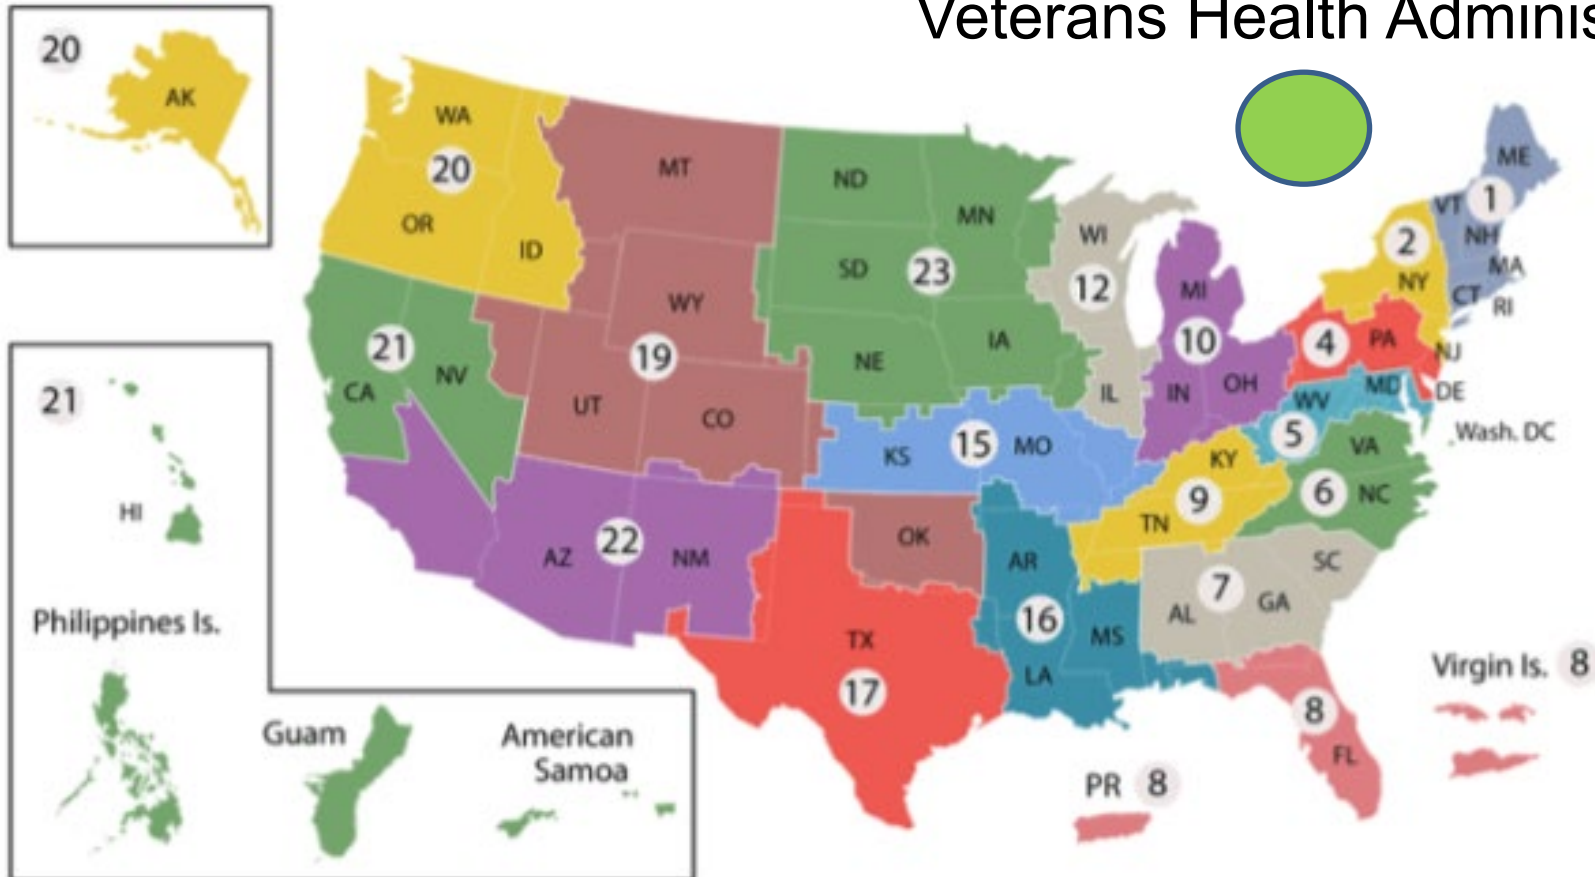 Veterans Health Adminis
20
AK
WA
20
OR
ID
MT
ND
MN
WI
ME
VT
1
NH
MA
CT
RI
2
NY
SD
23
12
MI
WY
21
CA
NV
19
NE
IA
10
4
PA
NJ
DE
UT
CO
IL
IN
OH
WV
MD
Wash. DC
KS
15
MO
5
VA
KY
9
6
NC
TN
AZ
22
NM
OK
AR
SC
7
AL
GA
16
MS
TX
17
LA
8
FL
Virgin Is. 8
PR 8
21
HI
Philippines Is.
Guam
American
Samoa